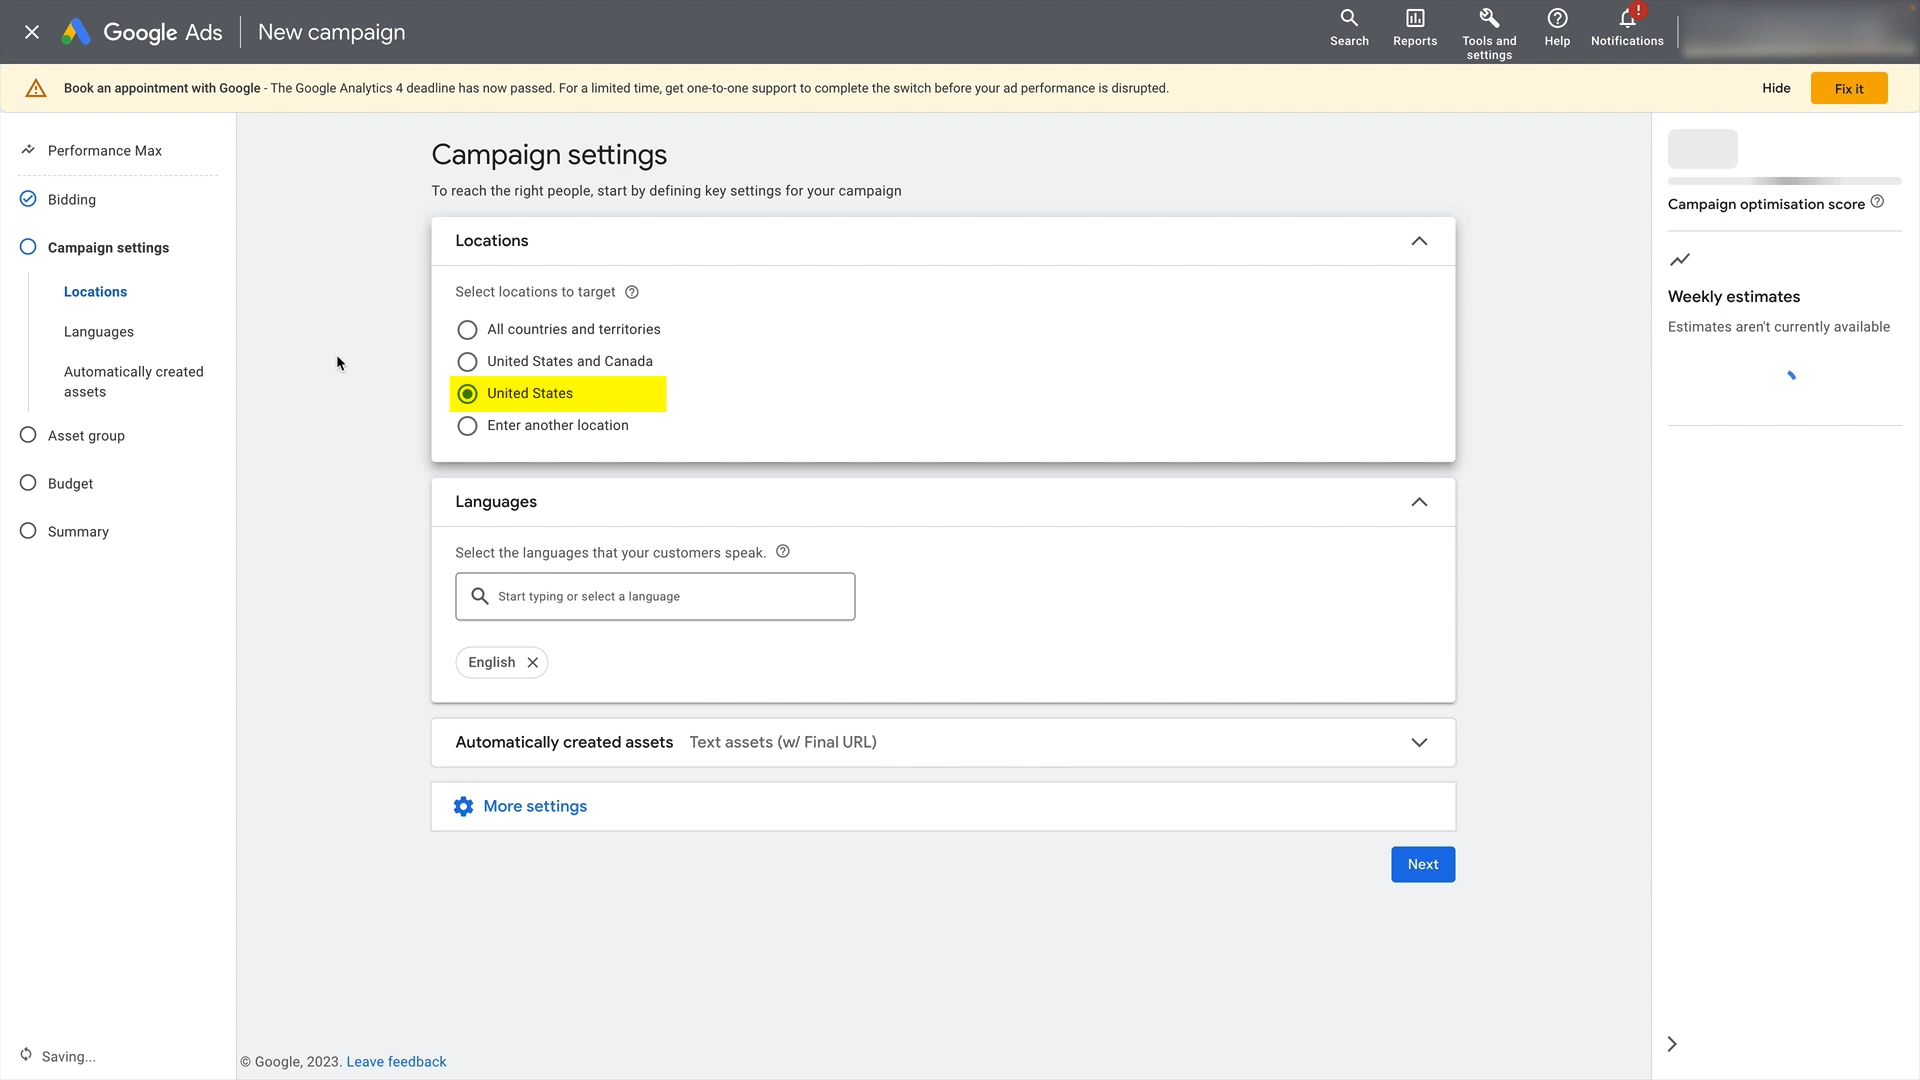 Google Ads
New campaign
Search
Reports
Tools and
settings
Help
!
Notifications
Book an appointment with Google - The Google Analytics 4 deadline has now passed. For a limited time, get one-to-one support to complete the switch before your ad performance is disrupted.
Hide
Fix it
Performance Max
Bidding
Campaign settings
Locations
Languages
Automatically created
assets
Asset group
Budget
Summary
Saving...
Campaign settings
To reach the right people, start by defining key settings for your campaign
Locations
Select locations to target
All countries and territories
United States and Canada
United States
Enter another location
Languages
Select the languages that your customers speak.
Start typing or select a language
English
Automatically created assets Text assets (w/ Final URL)
More settings
Next
© Google, 2023. Leave feedback
Campaign optimisation score
Weekly estimates
Estimates aren't currently available